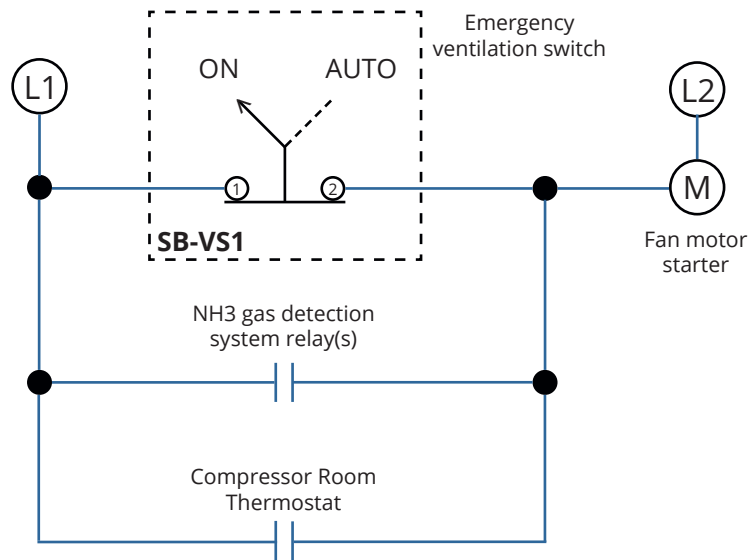 Emergency
ventilation switch
ON
AUTO
L1
L2
1
2
M
SB-VS1
Fan motor
starter
NH3 gas detection
system relay(s)
Compressor Room
Thermostat